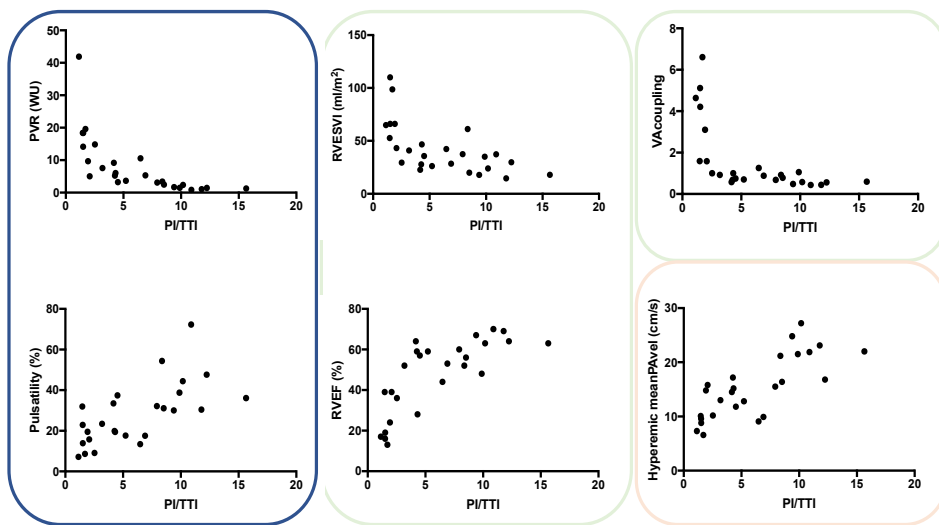 50
40
30
20
10
0
PVR (WU)
0 5 10 15 20
PI/TTI
150
100
50
0
RVESVI (ml/m²)
0 5 10 15 20
PI/TTI
8
6
4
2
0
VAcoupling
0 5 10 15 20
PI/TTI
80
60
40
20
0
Pulsatility (%)
0 5 10 15 20
PI/TTI
80
60
40
20
0
RVEF (%)
0 5 10 15 20
PI/TTI
30
20
10
0
Hyperemic meanPAvel (cm/s)
0 5 10 15 20
PI/TTI